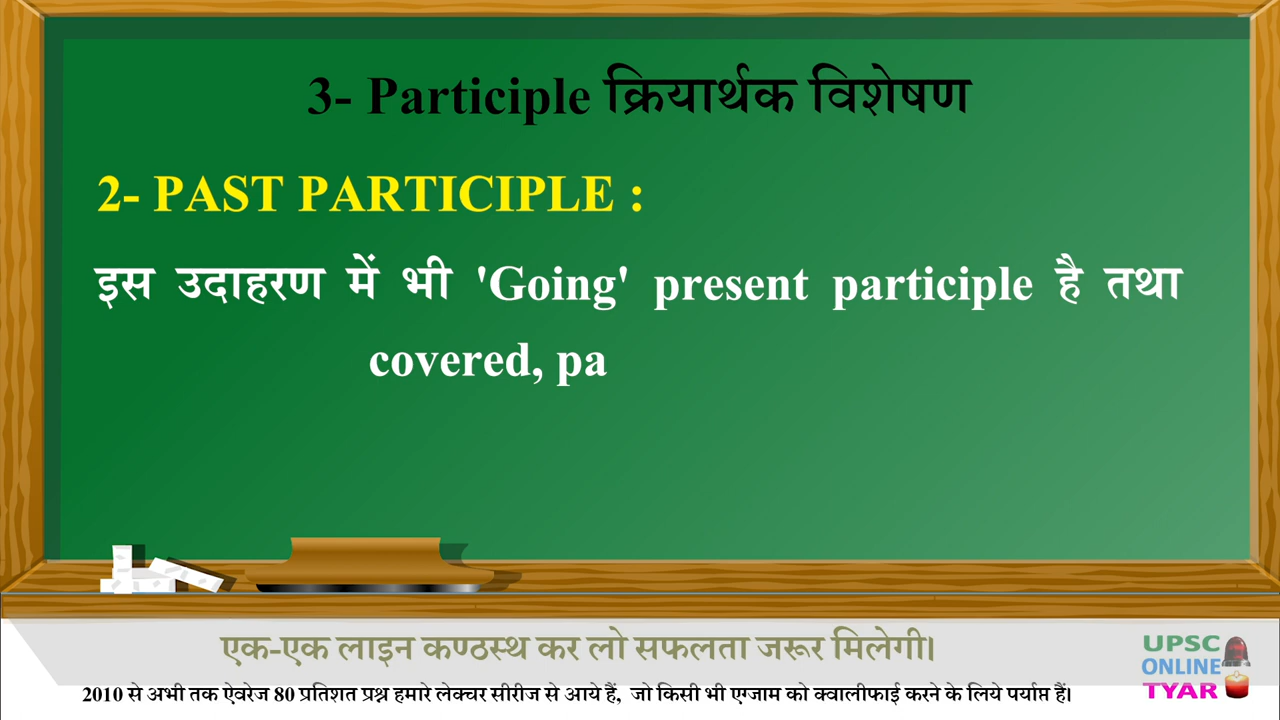 3- Participle क्रियार्थक विशेषण
2- PAST PARTICIPLE :
इस उदाहरण में भी 'Going' present participle है तथा
covered, pa
एक-एक लाइन कण्ठस्थ कर लो सफलता जरूर मिलेगी।
2010 से अभी तक ऐवरेज 80 प्रतिशत प्रश्न हमारे लेक्चर सीरीज से आये हैं, जो किसी भी एग्जाम को क्वालीफाई करने के लिये पर्याप्त हैं।
UPSC
ONLINE
TYAR